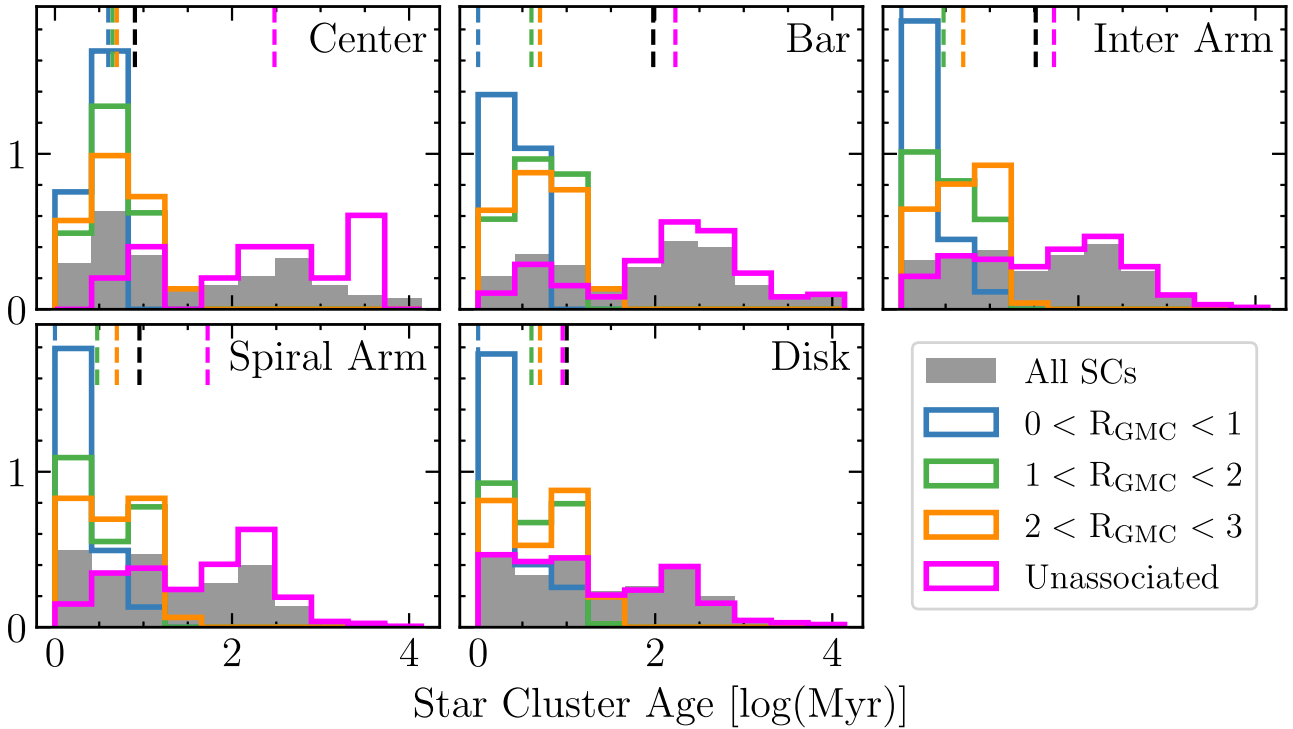 Center
Bar
Inter Arm
1
0
Spiral Arm
Disk
1
0
0 2 4
0 2 4
All SCs
0 < R_GMC < 1
1 < R_GMC < 2
2 < R_GMC < 3
Unassociated
Star Cluster Age [log(Myr)]